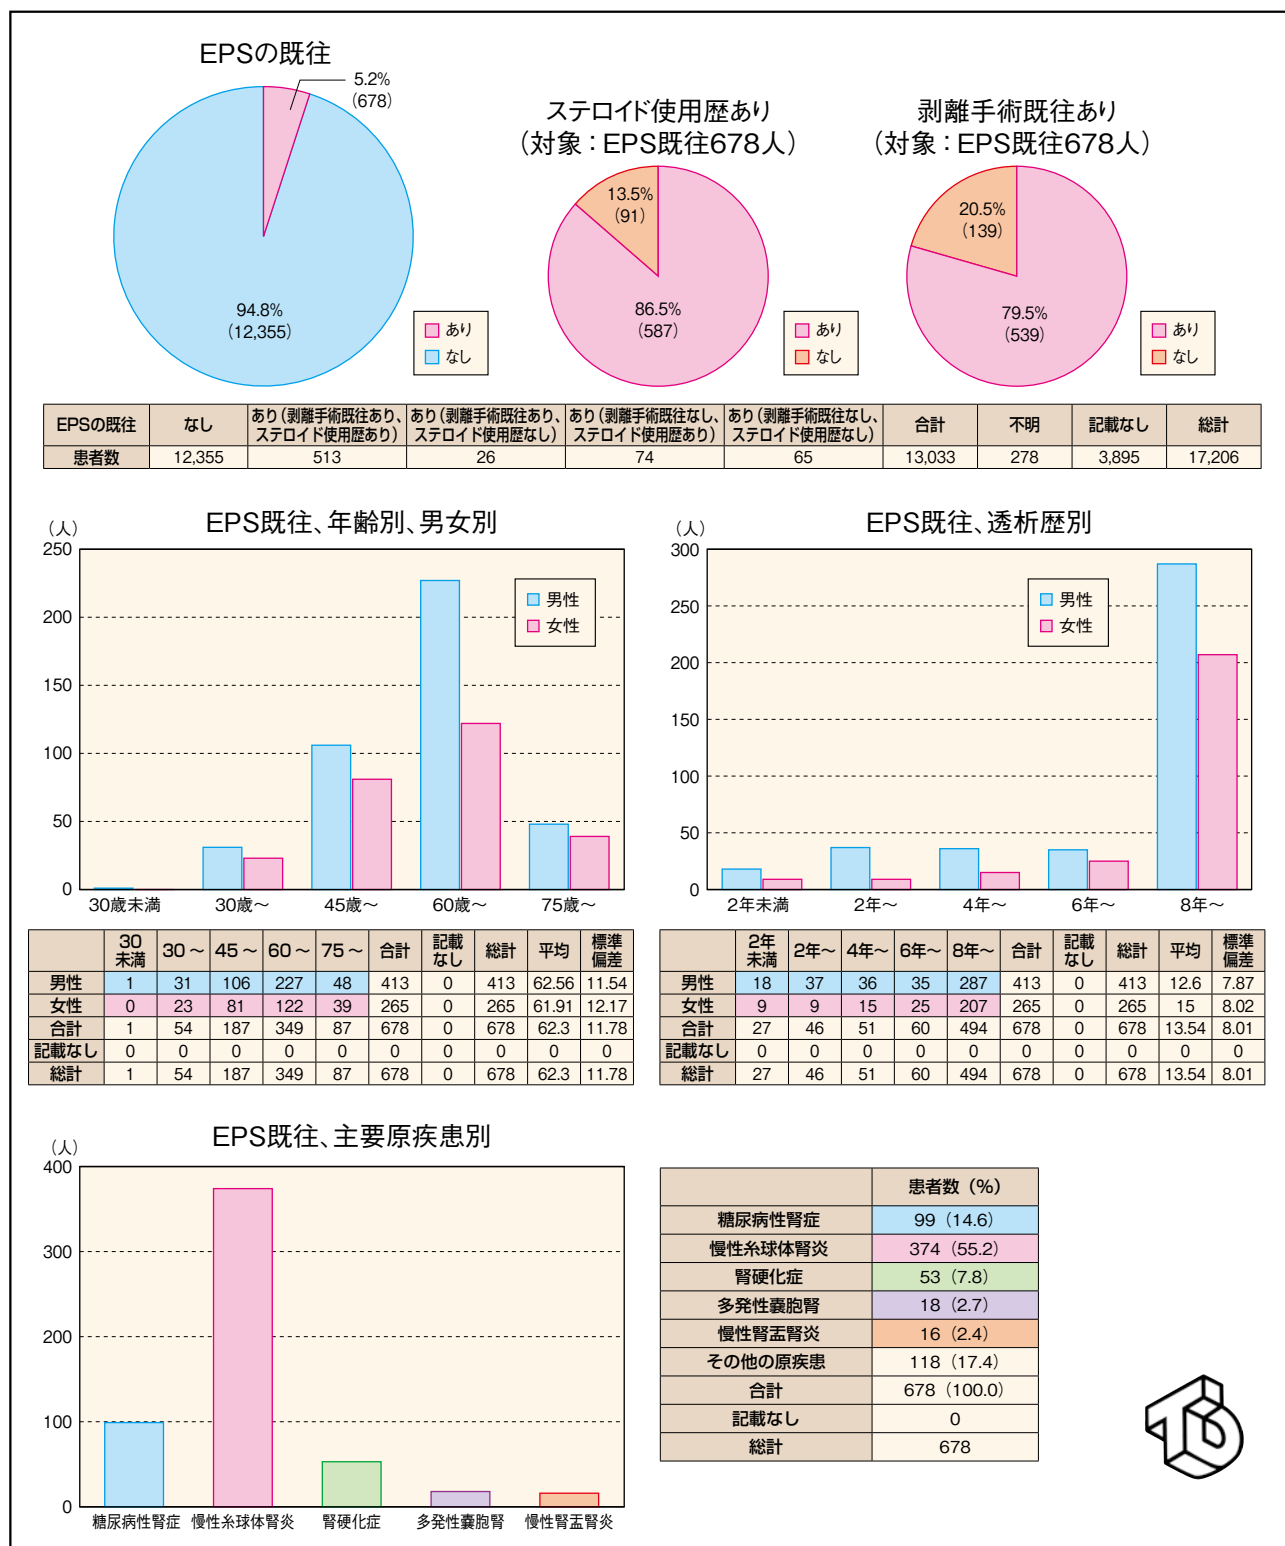 EPSの既往
5.2%
(678)
94.8%
(12,355)
あり
なし
ステロイド使用歴あり
(対象：EPS既往678人)
13.5%
(91)
86.5%
(587)
あり
なし
剥離手術既往あり
(対象：EPS既往678人)
20.5%
(139)
79.5%
(539)
あり
なし
EPSの既往 なし あり(剥離手術既往あり、ステロイド使用歴あり) あり(剥離手術既往あり、ステロイド使用歴なし) あり(剥離手術既往なし、ステロイド使用歴あり) あり(剥離手術既往なし、ステロイド使用歴なし) 合計 不明 記載なし 総計
患者数 12,355 513 26 74 65 13,033 278 3,895 17,206
EPS既往、年齢別、男女別
(人)
250
200
150
100
50
0
男性
女性
30歳未満 30歳～ 45歳～ 60歳～ 75歳～
30未満 30～ 45～ 60～ 75～ 合計 記載なし 総計 平均 標準偏差
男性 1 31 106 227 48 413 0 413 62.56 11.54
女性 0 23 81 122 39 265 0 265 61.91 12.17
合計 1 54 187 349 87 678 0 678 62.3 11.78
記載なし 0 0 0 0 0 0 0 0 0 0
総計 1 54 187 349 87 678 0 678 62.3 11.78
EPS既往、透析歴別
(人)
300
250
200
150
100
50
0
男性
女性
2年未満 2年～ 4年～ 6年～ 8年～
2年未満 2年～ 4年～ 6年～ 8年～ 合計 記載なし 総計 平均 標準偏差
男性 18 37 36 35 287 413 0 413 12.6 7.87
女性 9 9 15 25 207 265 0 265 15 8.02
合計 27 46 51 60 494 678 0 678 13.54 8.01
記載なし 0 0 0 0 0 0 0 0 0 0
総計 27 46 51 60 494 678 0 678 13.54 8.01
EPS既往、主要原疾患別
(人)
400
300
200
100
0
糖尿病性腎症 慢性糸球体腎炎 腎硬化症 多発性嚢胞腎 慢性腎盂腎炎
患者数 (%)
糖尿病性腎症 99 (14.6)
慢性糸球体腎炎 374 (55.2)
腎硬化症 53 (7.8)
多発性嚢胞腎 18 (2.7)
慢性腎盂腎炎 16 (2.4)
その他の原疾患 118 (17.4)
合計 678 (100.0)
記載なし 0
総計 678